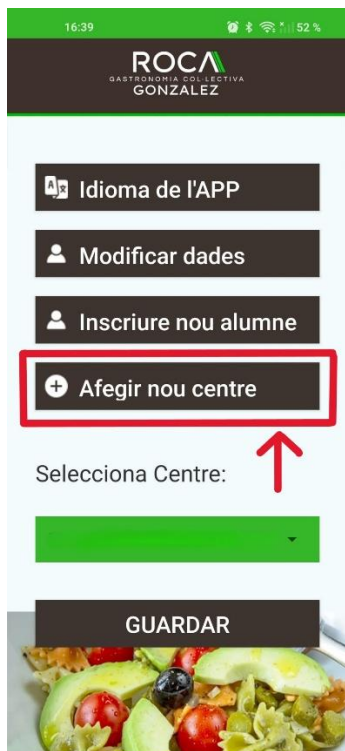 16:39 52 %
ROCA
GASTRONOMIA COL·LECTIVA
GONZALEZ
Idioma de l'APP
Modificar dades
Inscriure nou alumne
Afegir nou centre
Selecciona Centre:
GUARDAR